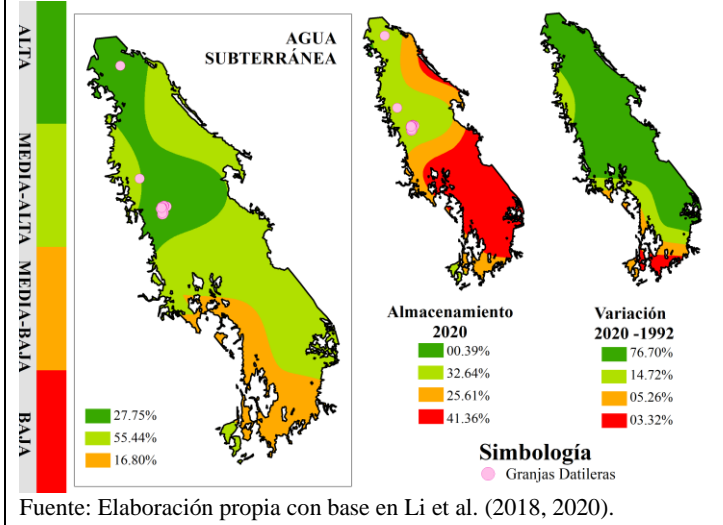 ALTA
MEDIA-ALTA
MEDIA-BAJA
BAJA
AGUA
SUBTERRÁNEA
27.75%
55.44%
16.80%
Almacenamiento
2020
00.39%
32.64%
25.61%
41.36%
Variación
2020 -1992
76.70%
14.72%
05.26%
03.32%
Simbología
Granjas Datileras
Fuente: Elaboración propia con base en Li et al. (2018, 2020).